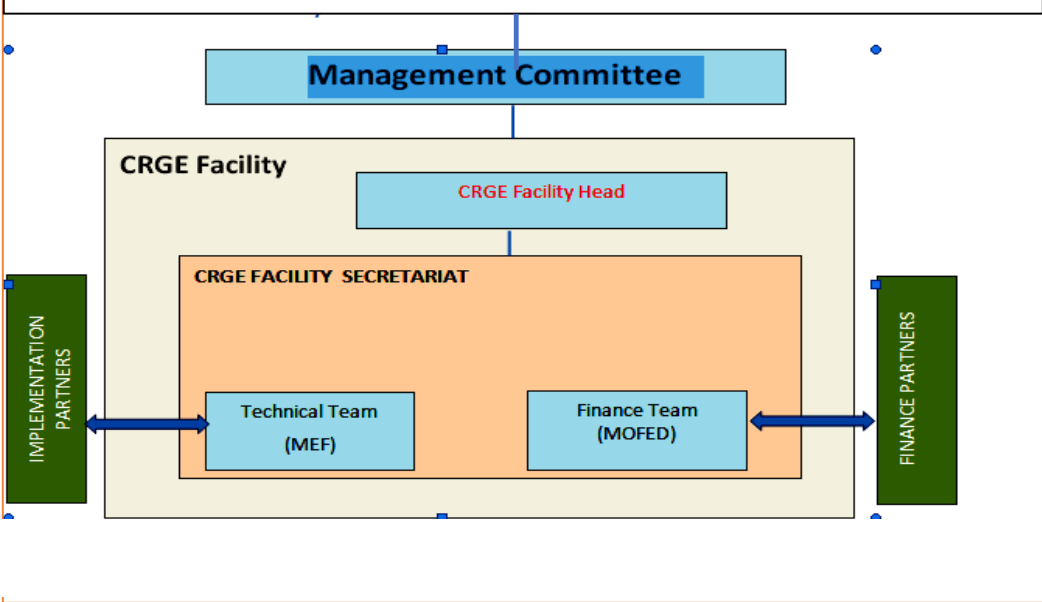 Management Committee
CRGE Facility
CRGE Facility Head
CRGE FACILITY SECRETARIAT
IMPLEMENTATION
PARTNERS
Technical Team
(MEF)
Finance Team
(MOFED)
FINANCE PARTNERS